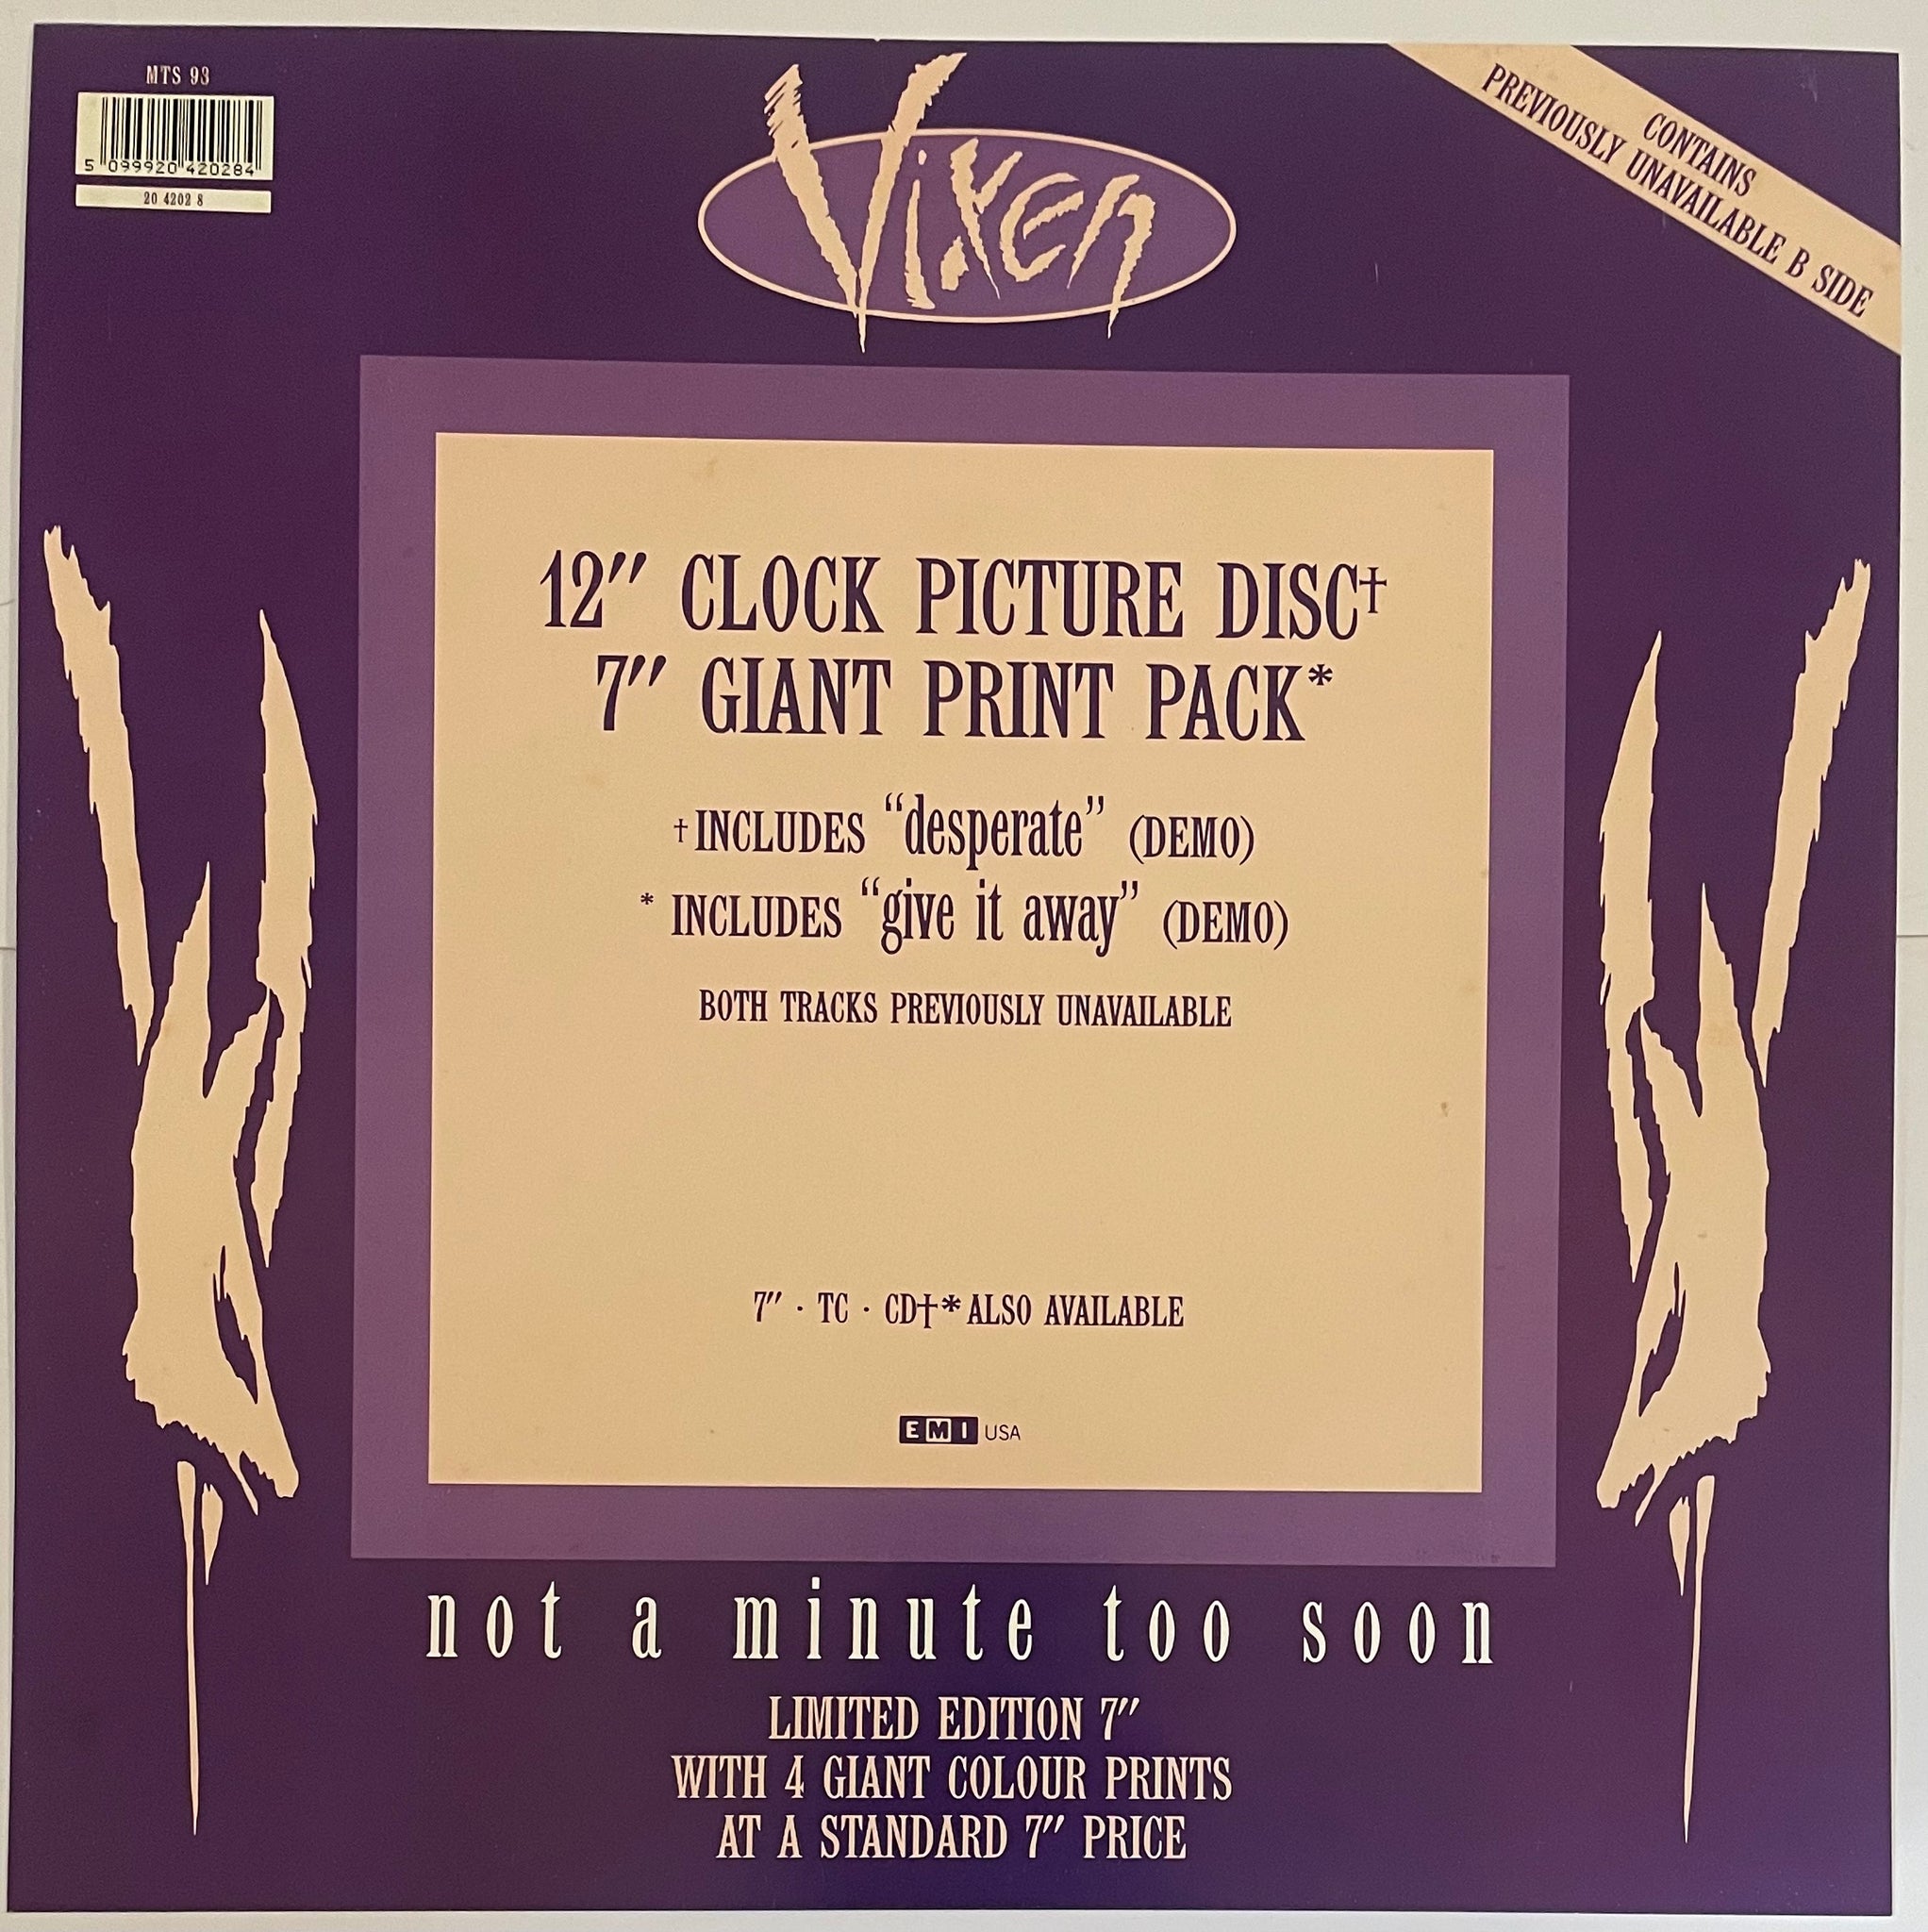 MTS 93
5 099920 420284
20 4202 8
Vixen
CONTAINS
PREVIOUSLY UNAVAILABLE B SIDE
12″ CLOCK PICTURE DISC†
7″ GIANT PRINT PACK*
† INCLUDES “desperate” (DEMO)
* INCLUDES “give it away” (DEMO)
BOTH TRACKS PREVIOUSLY UNAVAILABLE
7″ · TC · CD†* ALSO AVAILABLE
EMI USA
not a minute too soon
LIMITED EDITION 7″
WITH 4 GIANT COLOUR PRINTS
AT A STANDARD 7″ PRICE